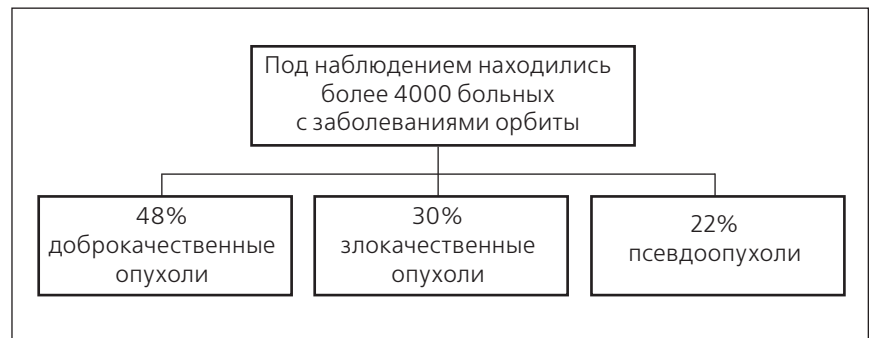 Под наблюдением находились
более 4000 больных
с заболеваниями орбиты
48%
доброкачественные
опухоли
30%
злокачественные
опухоли
22%
псевдоопухоли